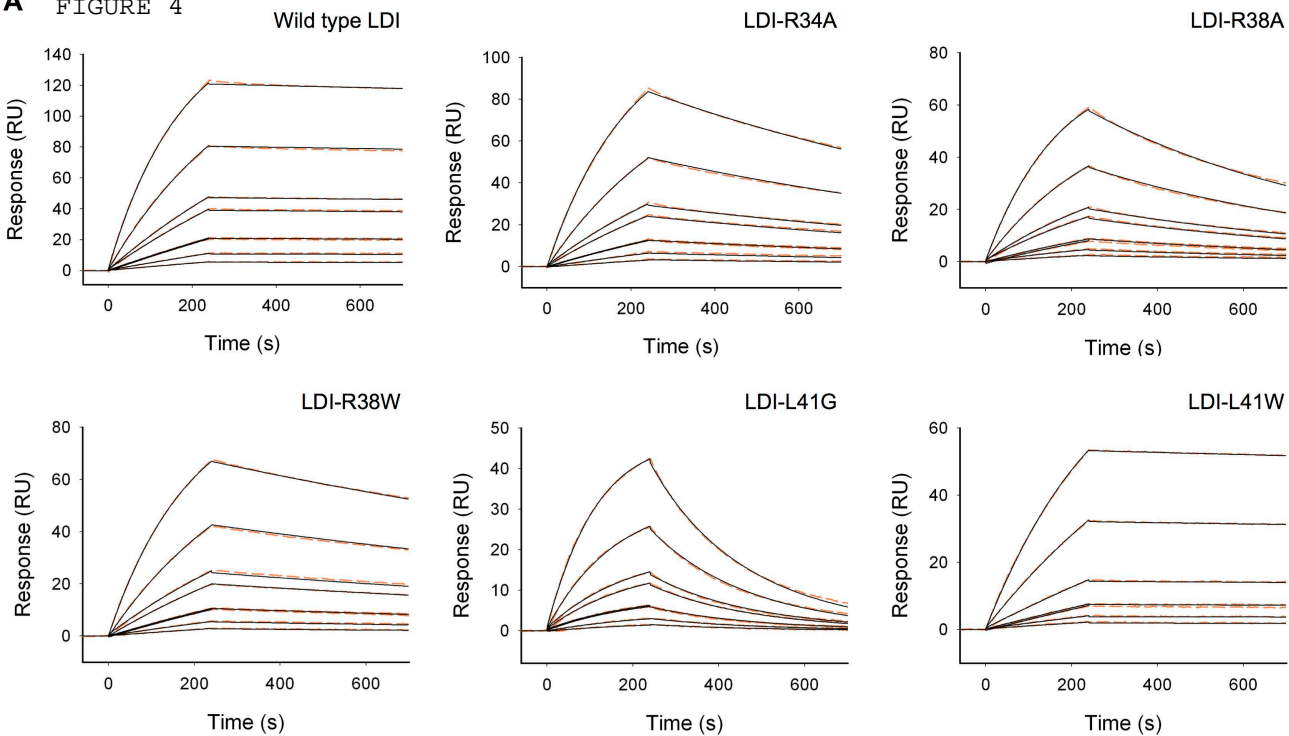 A FIGURE 4
Wild type LDI
Response (RU)
140
120
100
80
60
40
20
0
0 200 400 600
Time (s)
LDI-R34A
Response (RU)
100
80
60
40
20
0
0 200 400 600
Time (s)
LDI-R38A
Response (RU)
80
60
40
20
0
0 200 400 600
Time (s)
LDI-R38W
Response (RU)
80
60
40
20
0
0 200 400 600
Time (s)
LDI-L41G
Response (RU)
50
40
30
20
10
0
0 200 400 600
Time (s)
LDI-L41W
Response (RU)
60
40
20
0
0 200 400 600
Time (s)